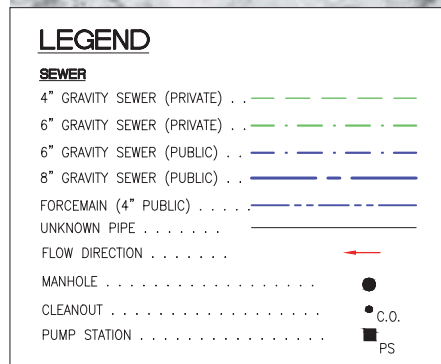 LEGEND
SEWER
4" GRAVITY SEWER (PRIVATE) . .
6" GRAVITY SEWER (PRIVATE) . .
6" GRAVITY SEWER (PUBLIC) . .
8" GRAVITY SEWER (PUBLIC) . .
FORCEMAIN (4" PUBLIC) . . . . .
UNKNOWN PIPE . . . . . . .
FLOW DIRECTION . . . . . . .
MANHOLE . . . . . . . . . . . . . . . . . .
CLEANOUT . . . . . . . . . . . . . . . . . . C.O.
PUMP STATION . . . . . . . . . . . . . . . . PS